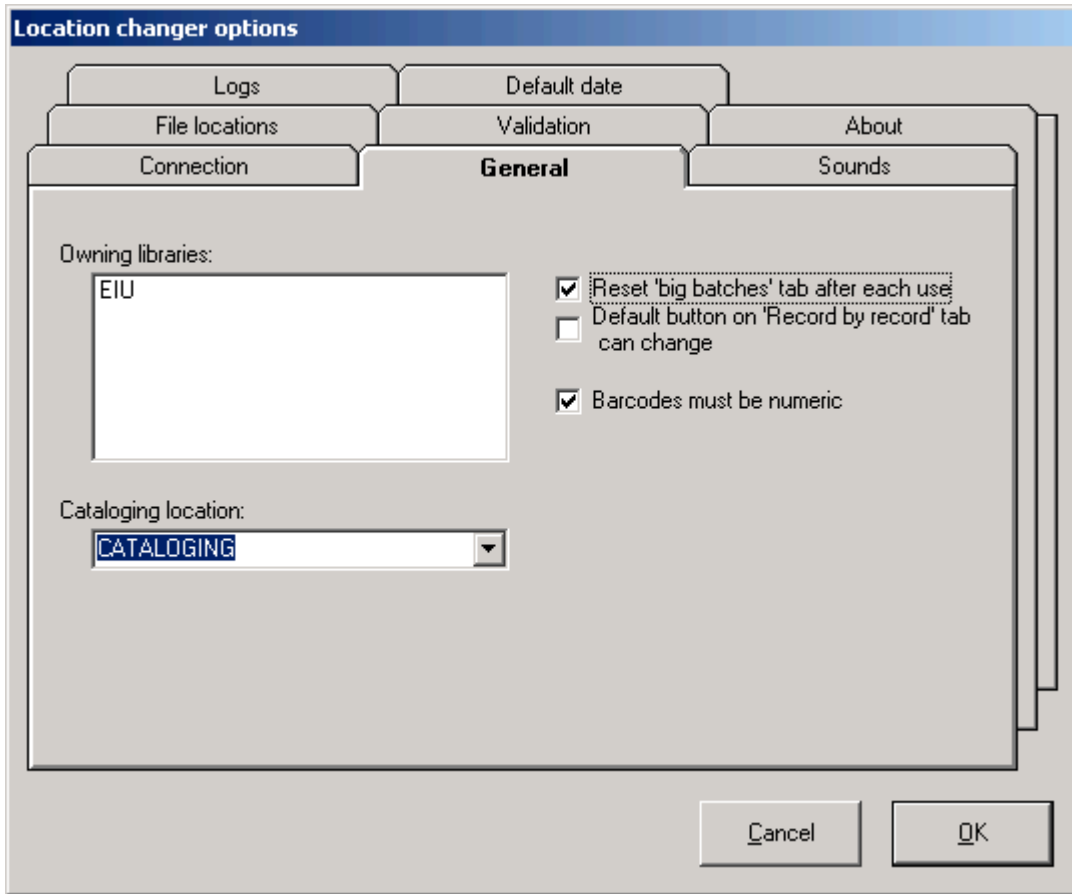 Location changer options
Logs
Default date
File locations
Validation
About
Connection
General
Sounds
Owning libraries:
EIU
Reset 'big batches' tab after each use
Default button on 'Record by record' tab
can change
Barcodes must be numeric
Cataloging location:
CATALOGING
Cancel
OK